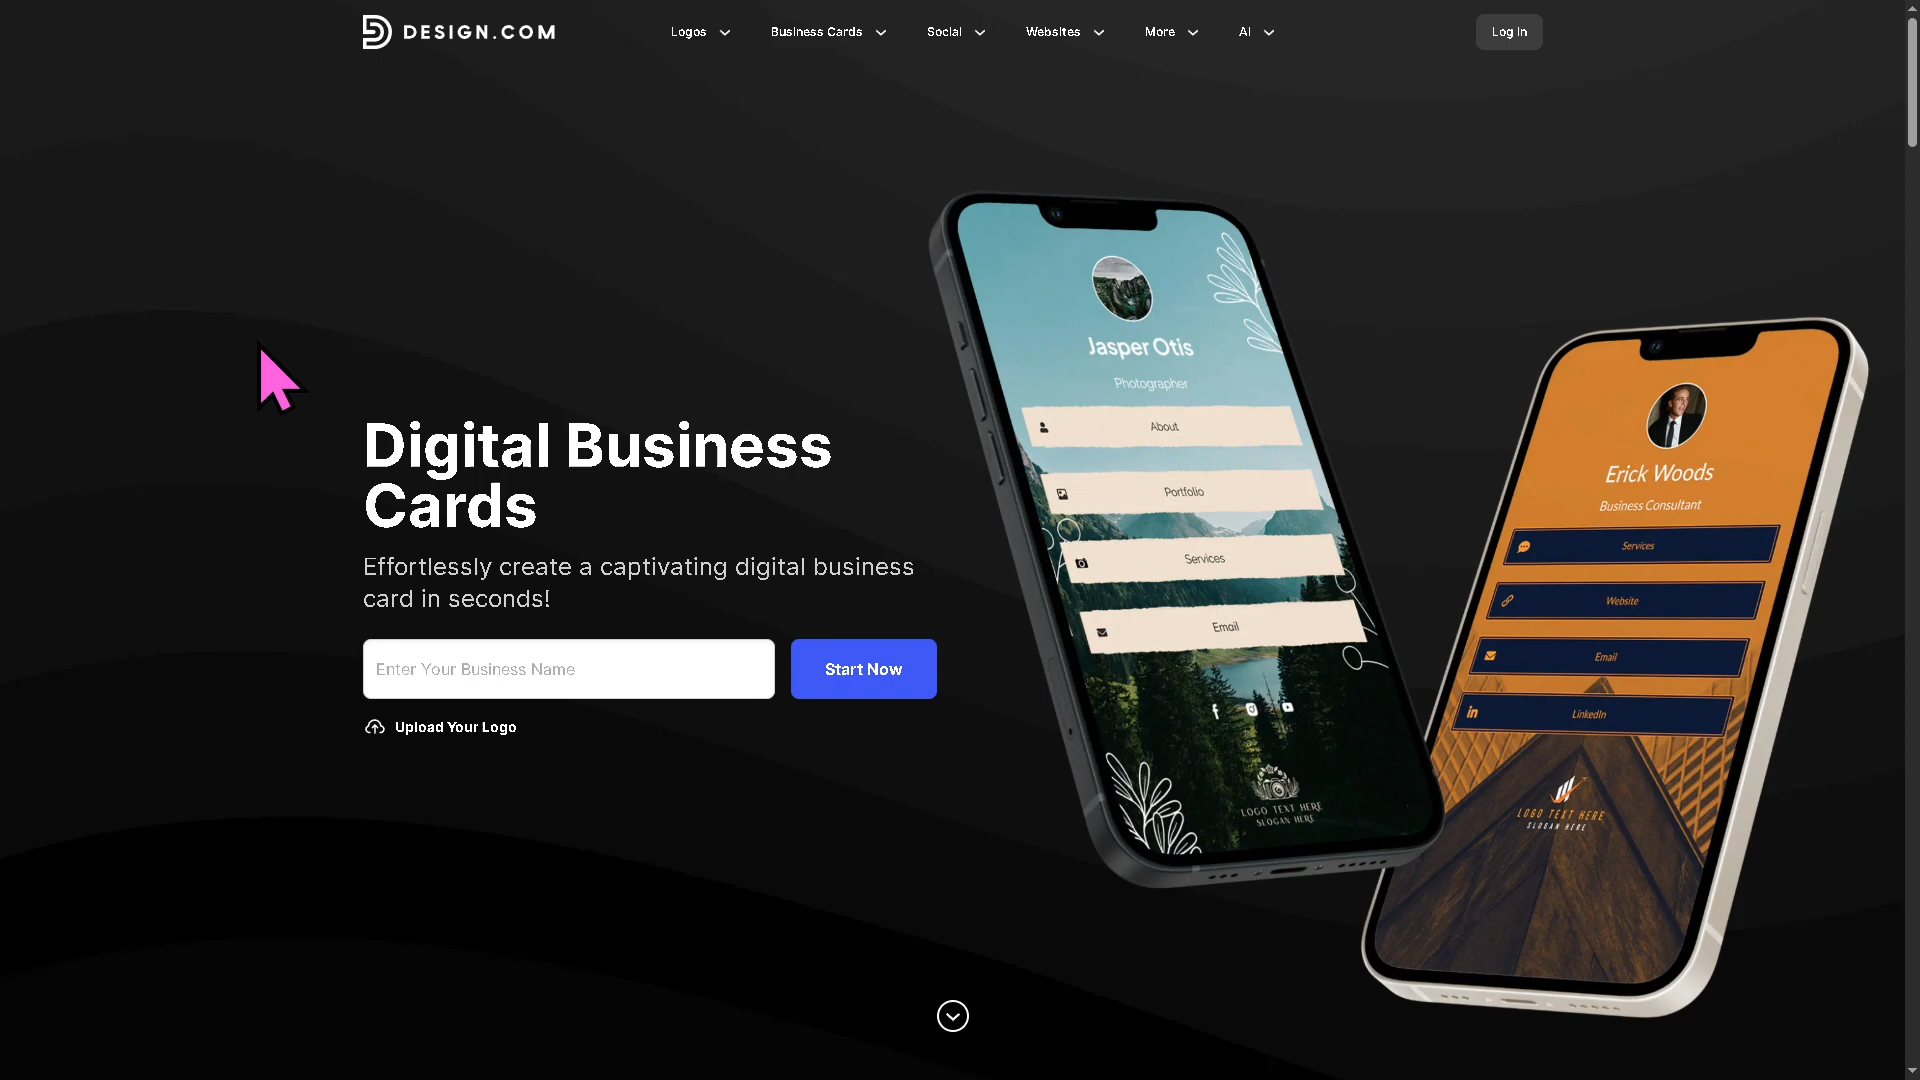 DESIGN.COM
Logos
Business Cards
Social
Websites
More
AI
Log In
Digital Business
Cards
Effortlessly create a captivating digital business
card in seconds!
Enter Your Business Name
Start Now
Upload Your Logo
Jasper Otis
Photographer
About
Portfolio
Services
Email
LOGO TEXT HERE
SLOGAN HERE
Erick Woods
Business Consultant
Services
Website
Email
LinkedIn
LOGO TEXT HERE
SLOGAN HERE